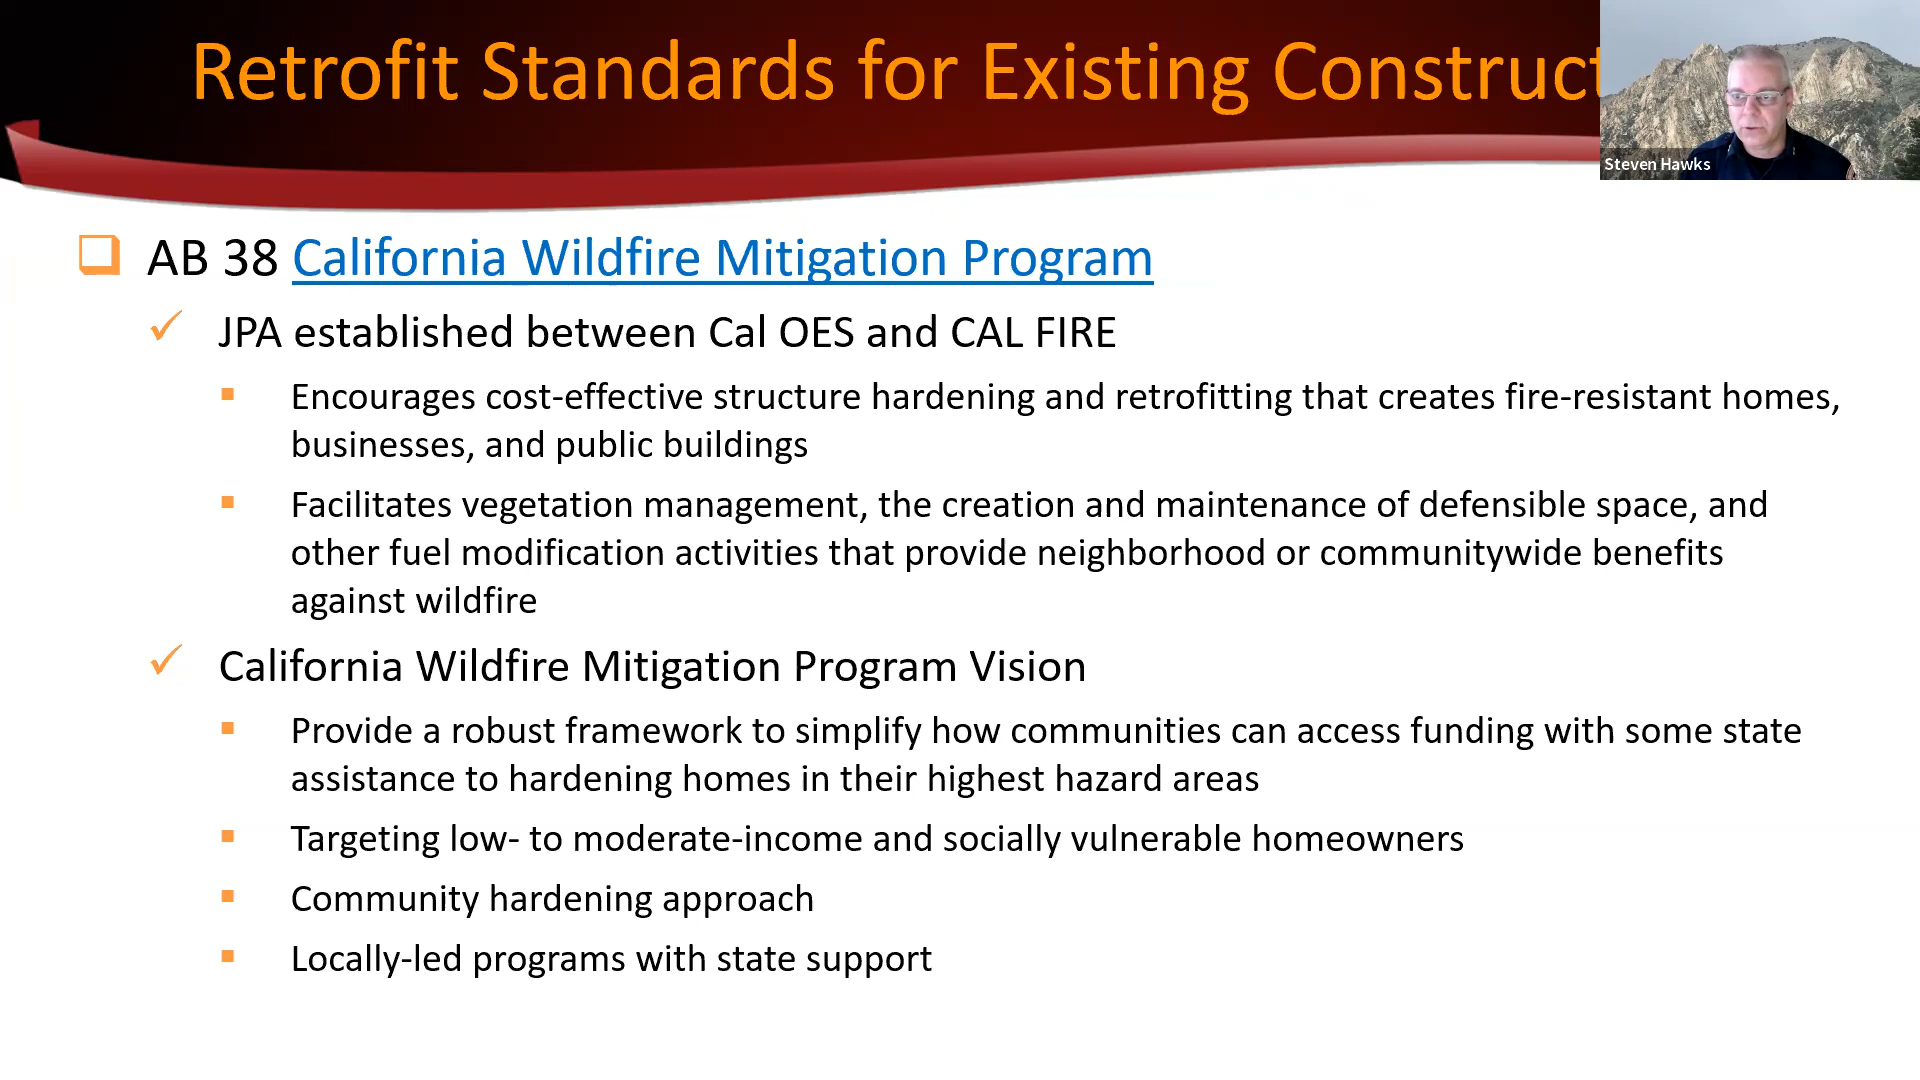 Retrofit Standards for Existing Construct
Steven Hawks
AB 38 California Wildfire Mitigation Program
JPA established between Cal OES and CAL FIRE
Encourages cost-effective structure hardening and retrofitting that creates fire-resistant homes,
businesses, and public buildings
Facilitates vegetation management, the creation and maintenance of defensible space, and
other fuel modification activities that provide neighborhood or communitywide benefits
against wildfire
California Wildfire Mitigation Program Vision
Provide a robust framework to simplify how communities can access funding with some state
assistance to hardening homes in their highest hazard areas
Targeting low- to moderate-income and socially vulnerable homeowners
Community hardening approach
Locally-led programs with state support